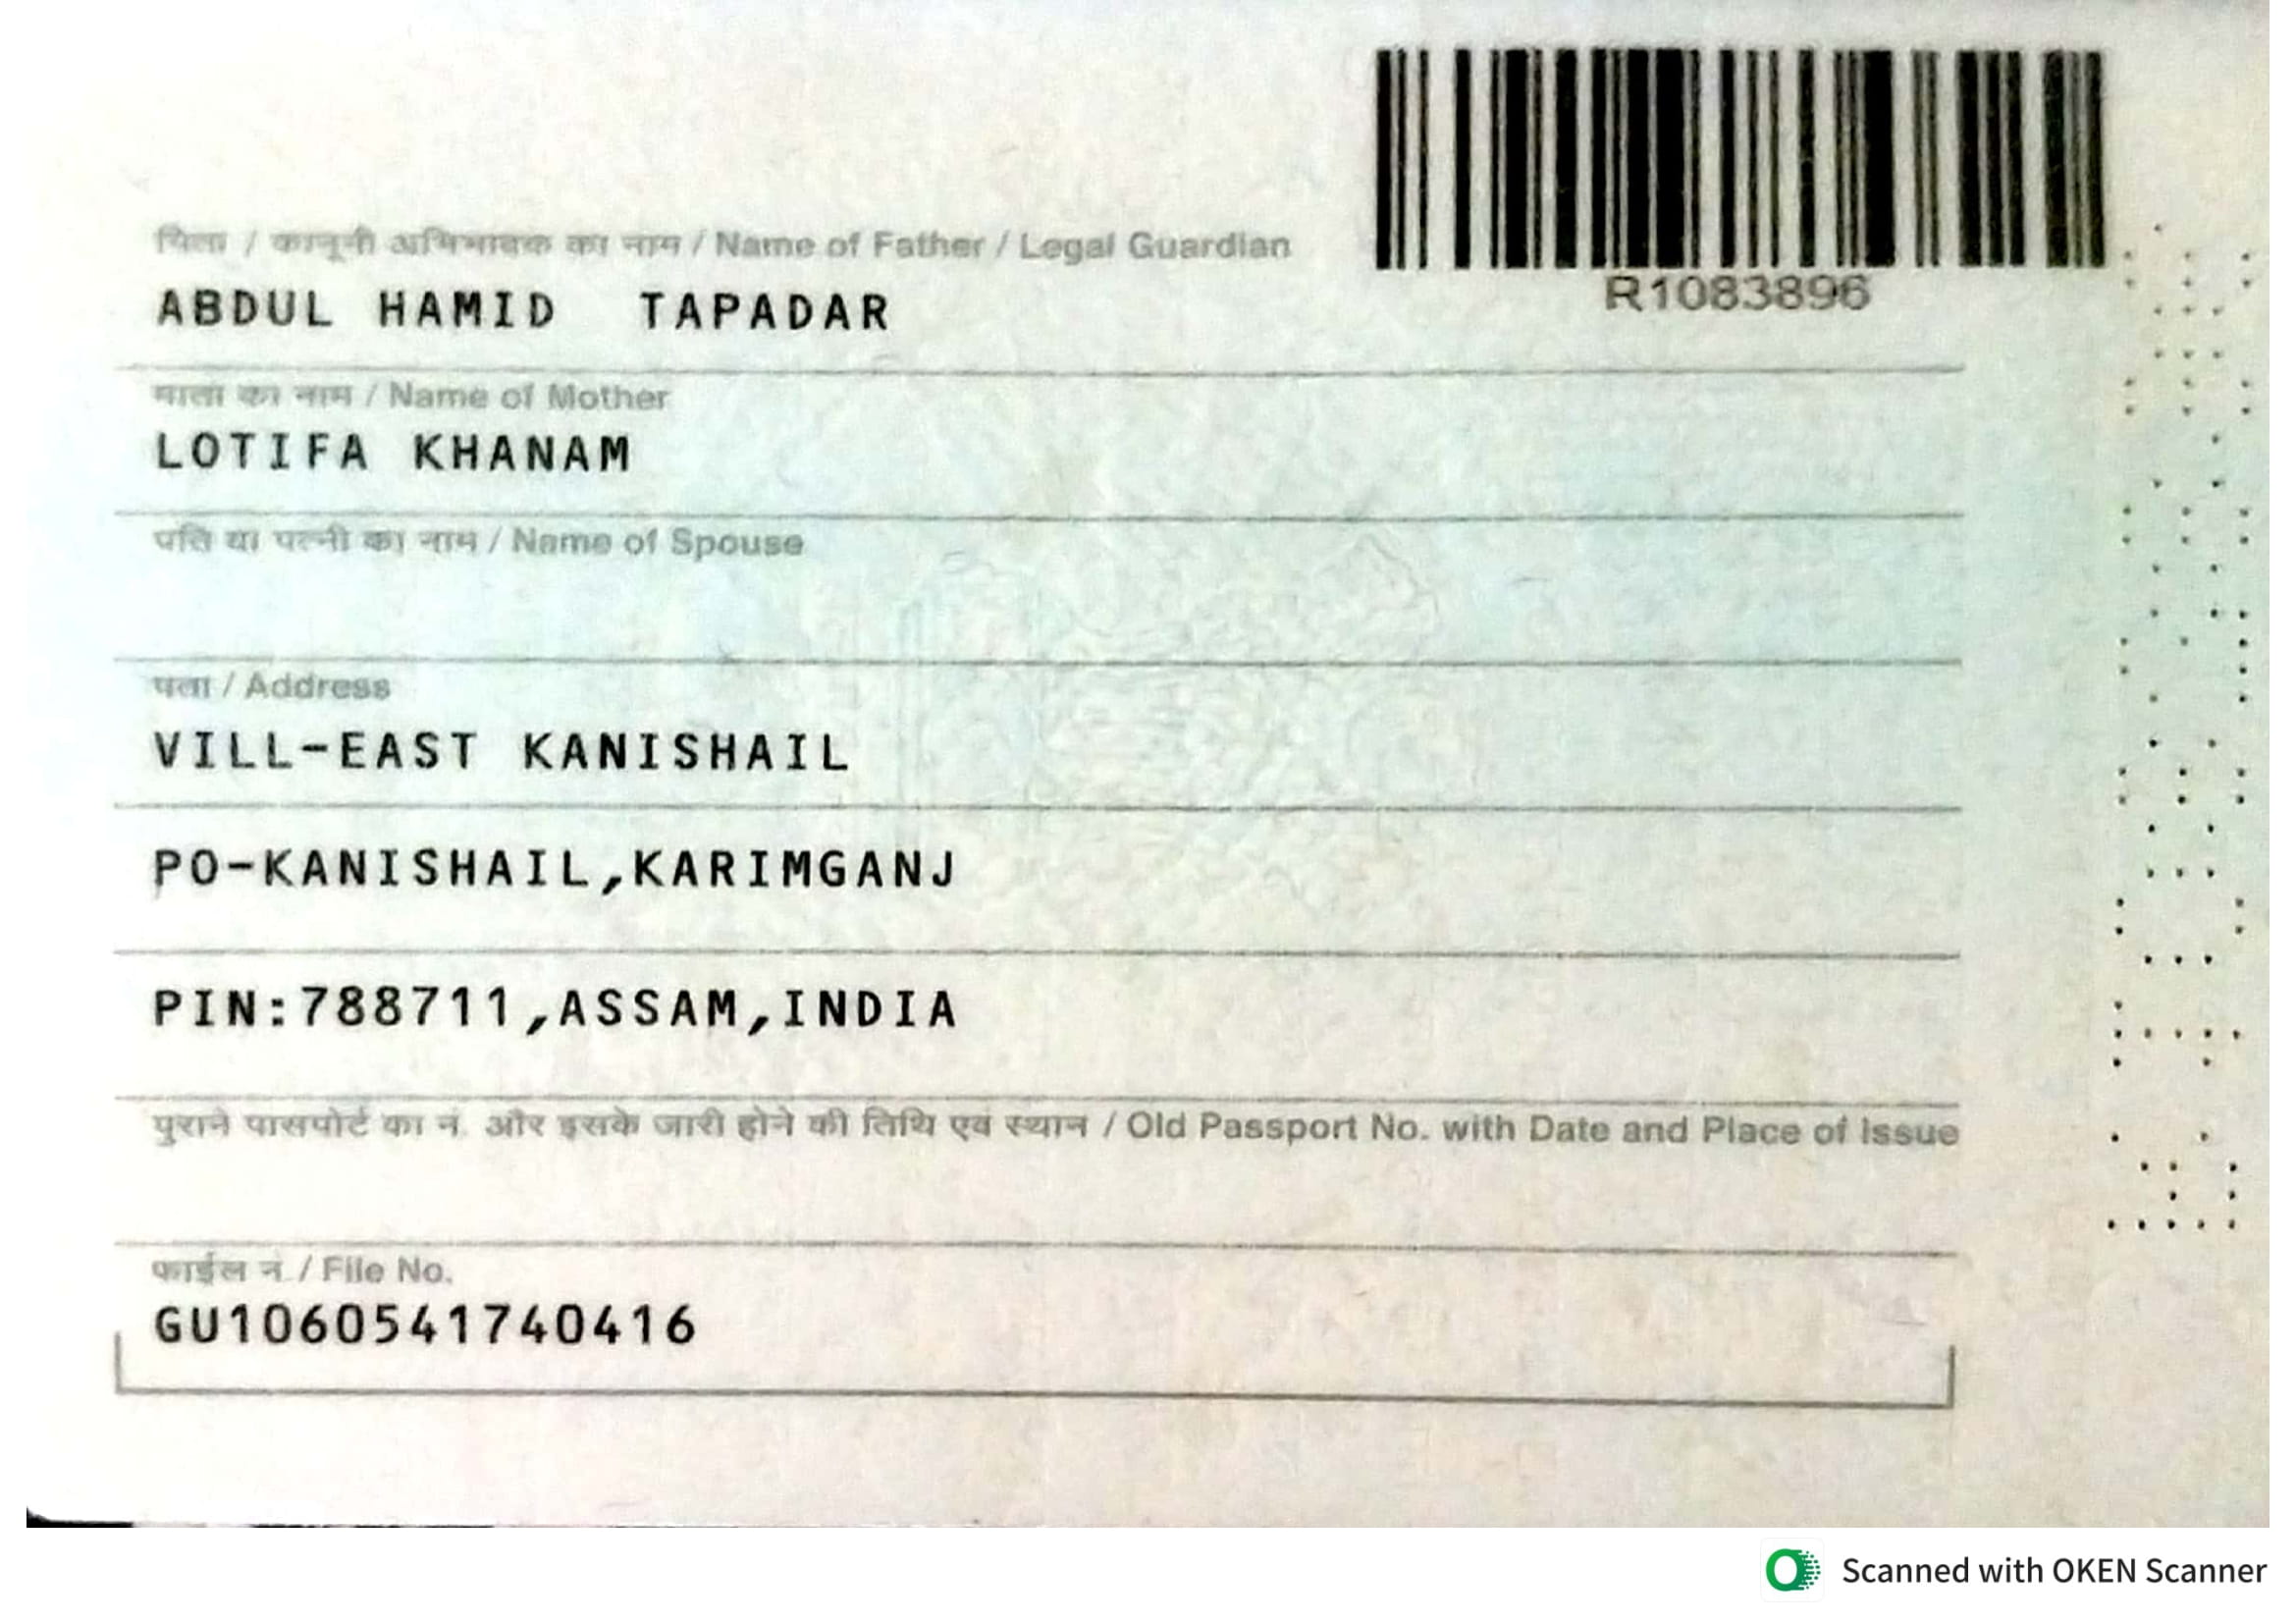 पिता / कानूनी अभिभावक का नाम / Name of Father / Legal Guardian
ABDUL HAMID TAPADAR
R1083896
माता का नाम / Name of Mother
LOTIFA KHANAM
पति या पत्नी का नाम / Name of Spouse
पता / Address
VILL-EAST KANISHAIL
PO-KANISHAIL,KARIMGANJ
PIN:788711,ASSAM,INDIA
पुराने पासपोर्ट का नं. और इसके जारी होने की तिथि एवं स्थान / Old Passport No. with Date and Place of Issue
फाईल नं / File No.
GU1060541740416
Scanned with OKEN Scanner